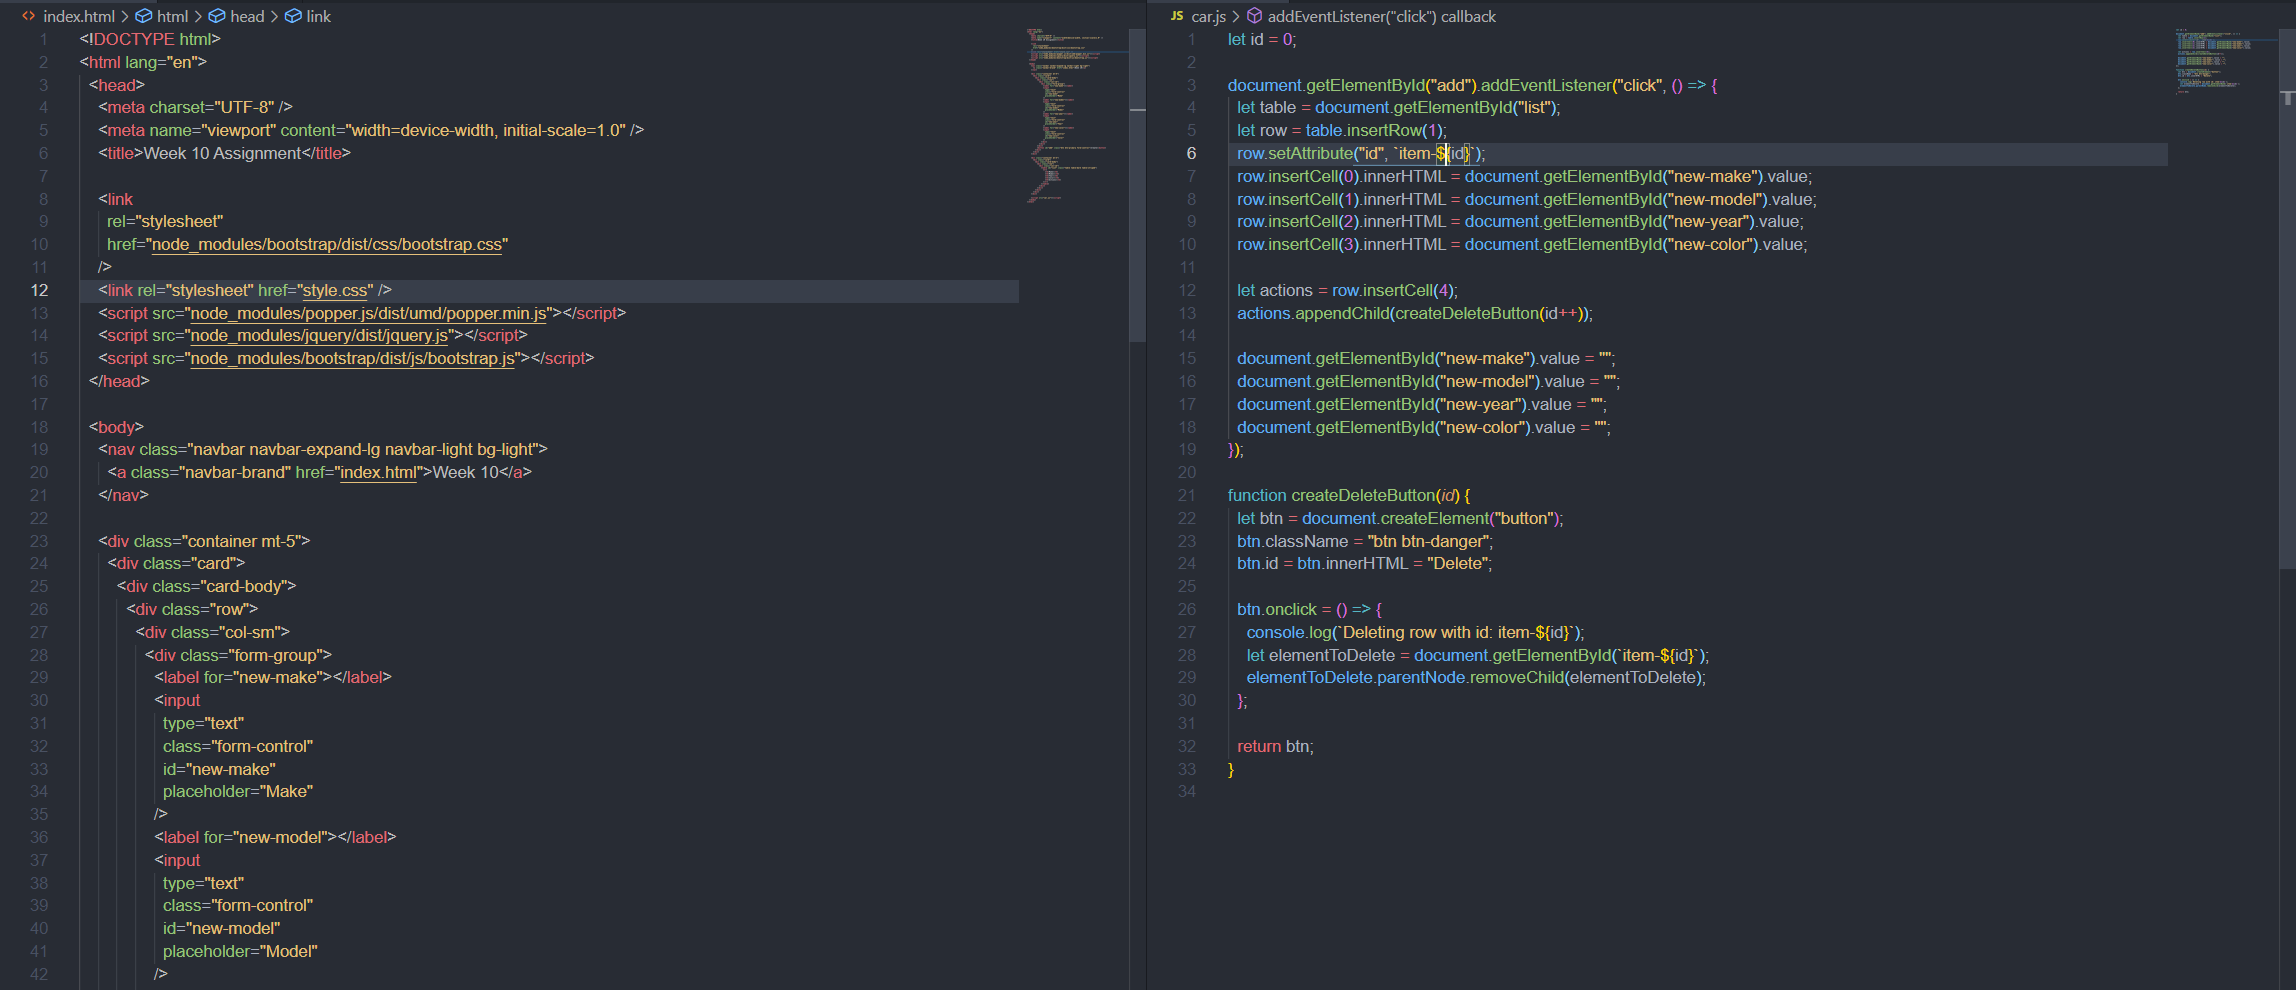 index.html > html > head > link
1 <!DOCTYPE html>
2 <html lang="en">
3 <head>
4 <meta charset="UTF-8" />
5 <meta name="viewport" content="width=device-width, initial-scale=1.0" />
6 <title>Week 10 Assignment</title>
7
8 <link
9 rel="stylesheet"
10 href="node_modules/bootstrap/dist/css/bootstrap.css"
11 />
12 <link rel="stylesheet" href="style.css" />
13 <script src="node_modules/popper.js/dist/umd/popper.min.js"></script>
14 <script src="node_modules/jquery/dist/jquery.js"></script>
15 <script src="node_modules/bootstrap/dist/js/bootstrap.js"></script>
16 </head>
17
18 <body>
19 <nav class="navbar navbar-expand-lg navbar-light bg-light">
20 <a class="navbar-brand" href="index.html">Week 10</a>
21 </nav>
22
23 <div class="container mt-5">
24 <div class="card">
25 <div class="card-body">
26 <div class="row">
27 <div class="col-sm">
28 <div class="form-group">
29 <label for="new-make"></label>
30 <input
31 type="text"
32 class="form-control"
33 id="new-make"
34 placeholder="Make"
35 />
36 <label for="new-model"></label>
37 <input
38 type="text"
39 class="form-control"
40 id="new-model"
41 placeholder="Model"
42 />
JS car.js > addEventListener("click") callback
1 let id = 0;
2
3 document.getElementById("add").addEventListener("click", () => {
4 let table = document.getElementById("list");
5 let row = table.insertRow(1);
6 row.setAttribute("id", `item-${id}`);
7 row.insertCell(0).innerHTML = document.getElementById("new-make").value;
8 row.insertCell(1).innerHTML = document.getElementById("new-model").value;
9 row.insertCell(2).innerHTML = document.getElementById("new-year").value;
10 row.insertCell(3).innerHTML = document.getElementById("new-color").value;
11
12 let actions = row.insertCell(4);
13 actions.appendChild(createDeleteButton(id++));
14
15 document.getElementById("new-make").value = "";
16 document.getElementById("new-model").value = "";
17 document.getElementById("new-year").value = "";
18 document.getElementById("new-color").value = "";
19 });
20
21 function createDeleteButton(id) {
22 let btn = document.createElement("button");
23 btn.className = "btn btn-danger";
24 btn.id = btn.innerHTML = "Delete";
25
26 btn.onclick = () => {
27 console.log(`Deleting row with id: item-${id}`);
28 let elementToDelete = document.getElementById(`item-${id}`);
29 elementToDelete.parentNode.removeChild(elementToDelete);
30 };
31
32 return btn;
33 }
34